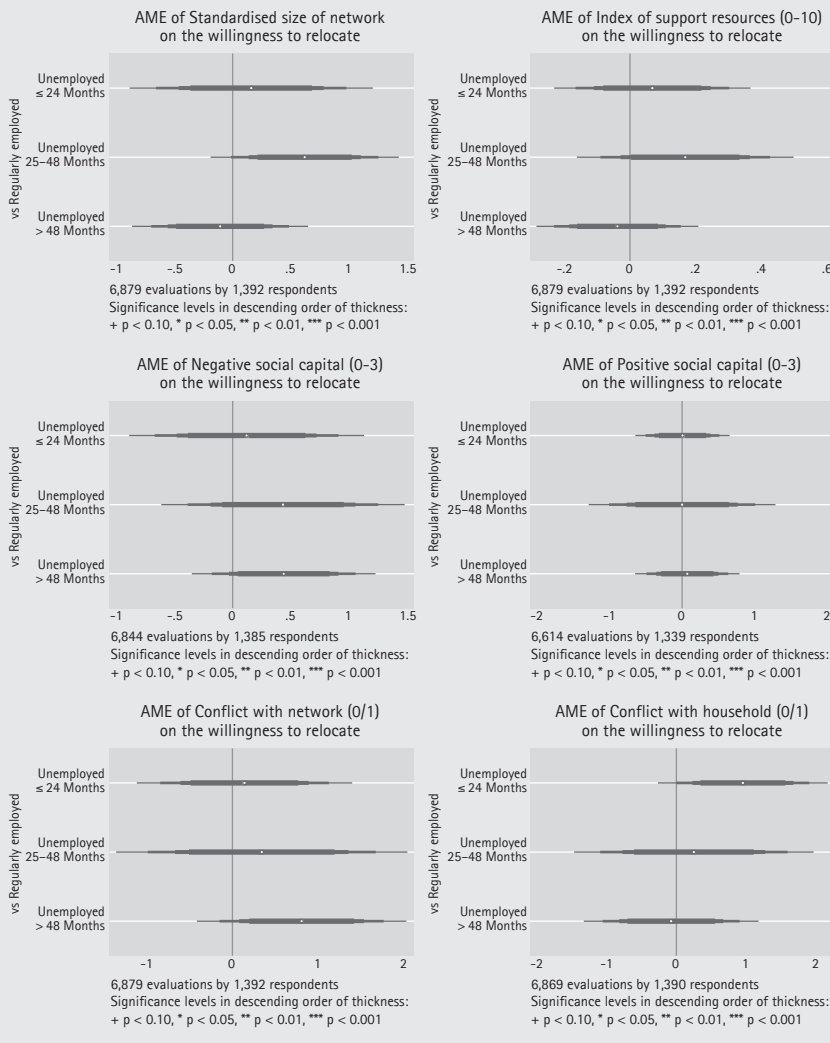 AME of Standardised size of network
on the willingness to relocate
vs Regularly employed
Unemployed
≤ 24 Months
Unemployed
25–48 Months
Unemployed
> 48 Months
-1 -.5 0 .5 1 1.5
6,879 evaluations by 1,392 respondents
Significance levels in descending order of thickness:
+ p < 0.10, * p < 0.05, ** p < 0.01, *** p < 0.001
AME of Index of support resources (0-10)
on the willingness to relocate
vs Regularly employed
Unemployed
≤ 24 Months
Unemployed
25–48 Months
Unemployed
> 48 Months
-.2 0 .2 .4 .6
6,879 evaluations by 1,392 respondents
Significance levels in descending order of thickness:
+ p < 0.10, * p < 0.05, ** p < 0.01, *** p < 0.001
AME of Negative social capital (0-3)
on the willingness to relocate
vs Regularly employed
Unemployed
≤ 24 Months
Unemployed
25–48 Months
Unemployed
> 48 Months
-1 -.5 0 .5 1 1.5
6,844 evaluations by 1,385 respondents
Significance levels in descending order of thickness:
+ p < 0.10, * p < 0.05, ** p < 0.01, *** p < 0.001
AME of Positive social capital (0-3)
on the willingness to relocate
vs Regularly employed
Unemployed
≤ 24 Months
Unemployed
25–48 Months
Unemployed
> 48 Months
-2 -1 0 1 2
6,614 evaluations by 1,339 respondents
Significance levels in descending order of thickness:
+ p < 0.10, * p < 0.05, ** p < 0.01, *** p < 0.001
AME of Conflict with network (0/1)
on the willingness to relocate
vs Regularly employed
Unemployed
≤ 24 Months
Unemployed
25–48 Months
Unemployed
> 48 Months
-1 0 1 2
6,879 evaluations by 1,392 respondents
Significance levels in descending order of thickness:
+ p < 0.10, * p < 0.05, ** p < 0.01, *** p < 0.001
AME of Conflict with household (0/1)
on the willingness to relocate
vs Regularly employed
Unemployed
≤ 24 Months
Unemployed
25–48 Months
Unemployed
> 48 Months
-2 -1 0 1 2
6,869 evaluations by 1,390 respondents
Significance levels in descending order of thickness:
+ p < 0.10, * p < 0.05, ** p < 0.01, *** p < 0.001